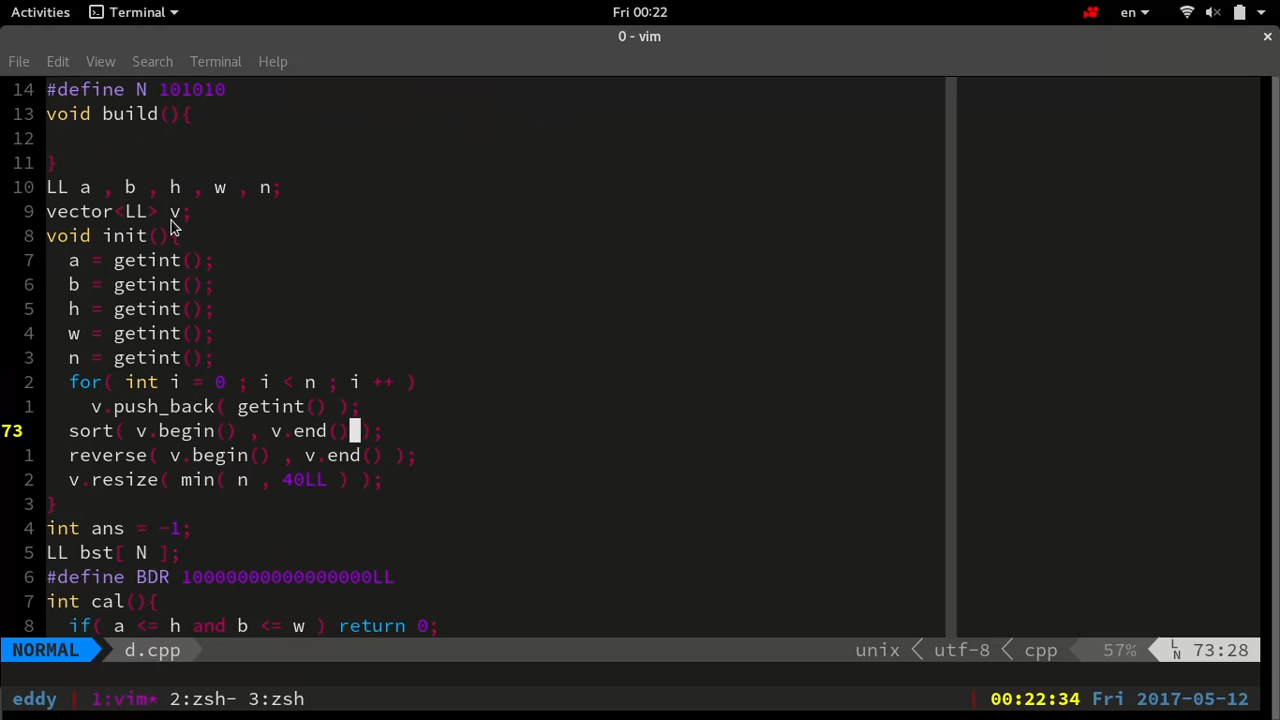 Activities Terminal Fri 00:22 en
0 - vim
File Edit View Search Terminal Help
14 #define N 101010
13 void build(){
12
11 }
10 LL a , b , h , w , n;
9 vector<LL> v;
8 void init(){
7   a = getint();
6   b = getint();
5   h = getint();
4   w = getint();
3   n = getint();
2   for( int i = 0 ; i < n ; i ++ )
1     v.push_back( getint() );
73   sort( v.begin() , v.end() );
1   reverse( v.begin() , v.end() );
2   v.resize( min( n , 40LL ) );
3 }
4 int ans = -1;
5 LL bst[ N ];
6 #define BDR 10000000000000000LL
7 int cal(){
8   if( a <= h and b <= w ) return 0;
NORMAL d.cpp unix utf-8 cpp 57% LN 73:28
eddy 1:vim* 2:zsh- 3:zsh 00:22:34 Fri 2017-05-12